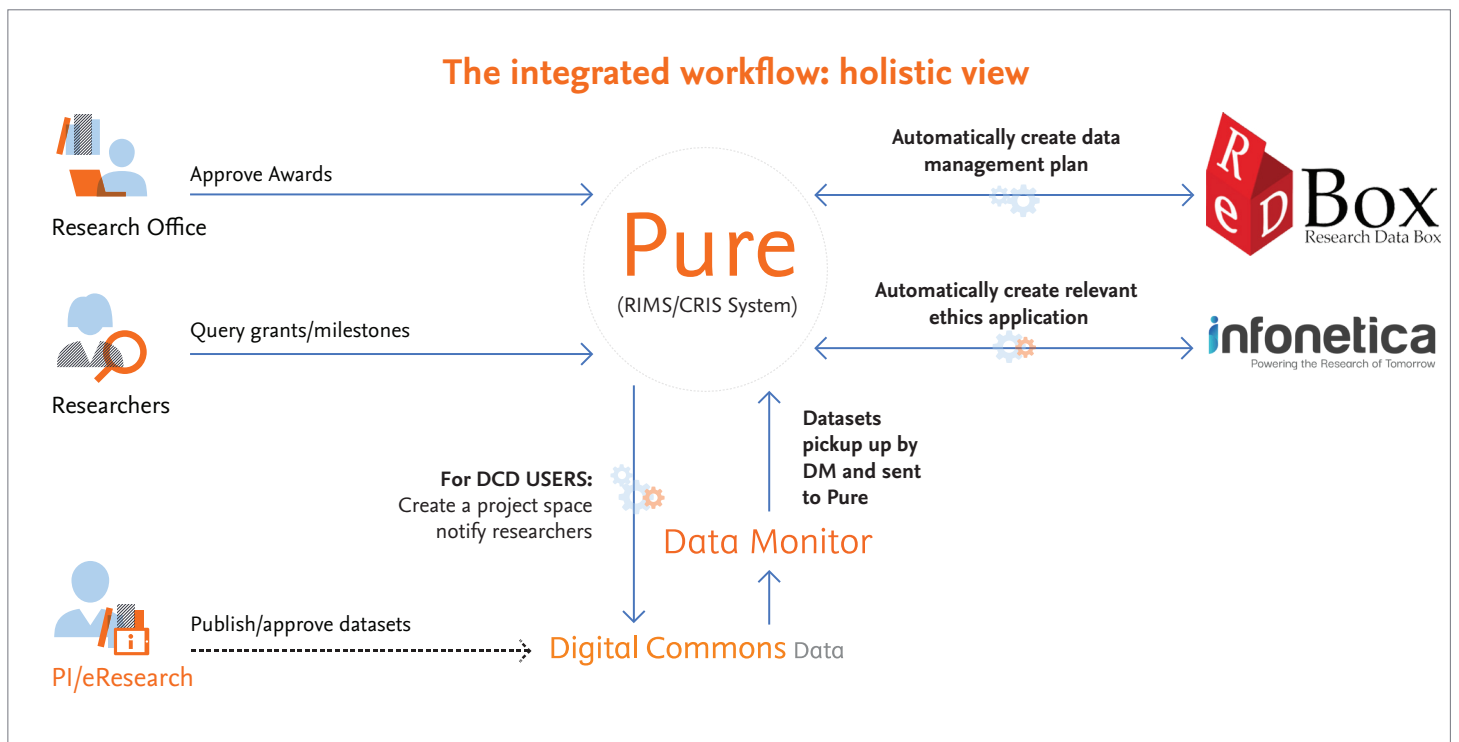 The integrated workflow: holistic view
Approve Awards
Research Office
Query grants/milestones
Researchers
Publish/approve datasets
PI/eResearch
Pure
(RIMS/CRIS System)
For DCD USERS:
Create a project space
notify researchers
Datasets
pickup up by
DM and sent
to Pure
Data Monitor
Digital Commons Data
Automatically create data
management plan
ReD Box
Research Data Box
Automatically create relevant
ethics application
infonetica
Powering the Research of Tomorrow